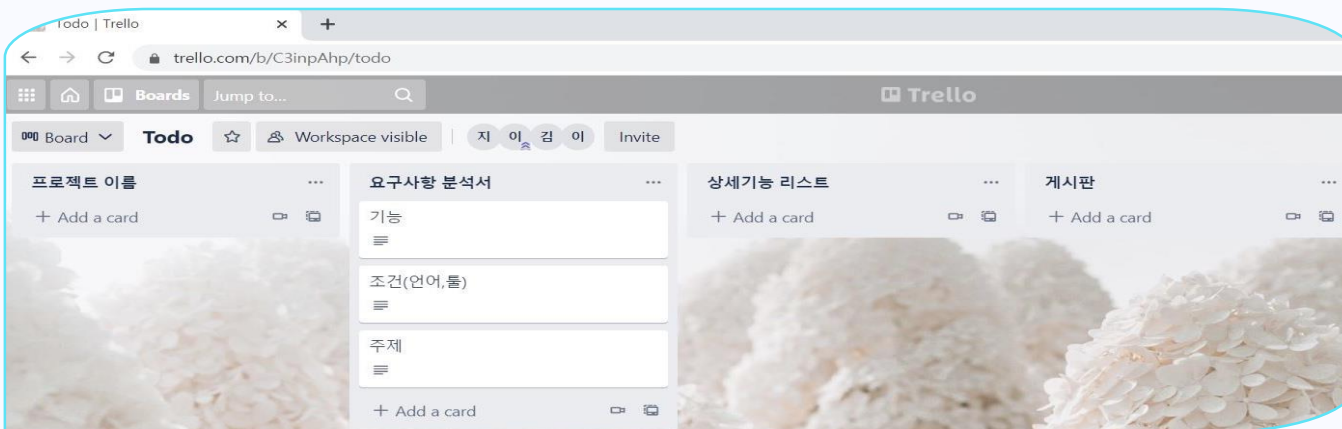 Todo | Trello
trello.com/b/C3inpAhp/todo
Boards Jump to... Trello
Board Todo Workspace visible 지 이 김 이 Invite
프로젝트 이름 요구사항 분석서 상세기능 리스트 게시판
+ Add a card 기능 + Add a card + Add a card
조건(언어,툴)
주제
+ Add a card